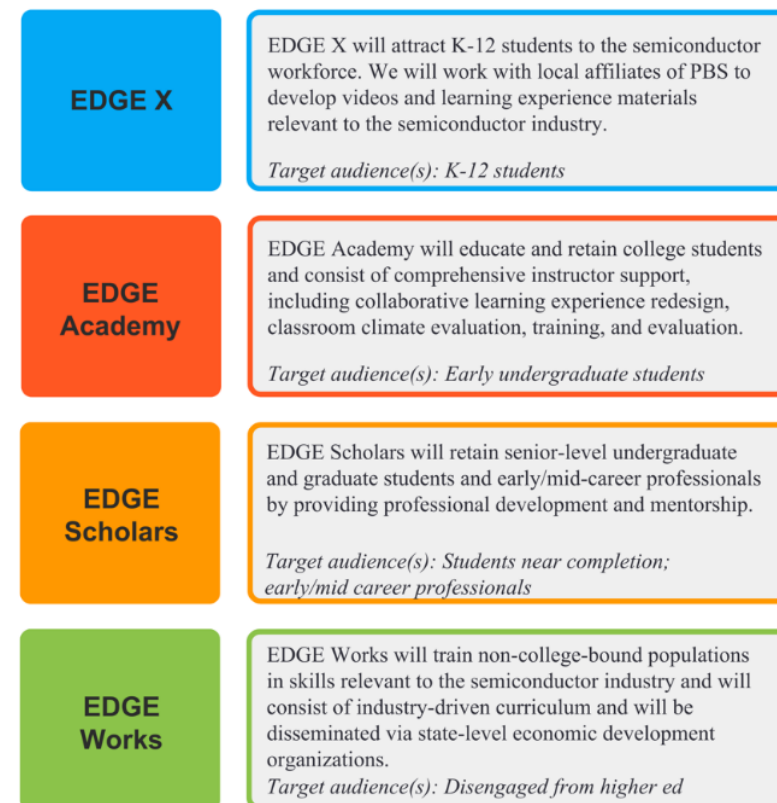 EDGE X
EDGE X will attract K-12 students to the semiconductor
workforce. We will work with local affiliates of PBS to
develop videos and learning experience materials
relevant to the semiconductor industry.
Target audience(s): K-12 students
EDGE
Academy
EDGE Academy will educate and retain college students
and consist of comprehensive instructor support,
including collaborative learning experience redesign,
classroom climate evaluation, training, and evaluation.
Target audience(s): Early undergraduate students
EDGE
Scholars
EDGE Scholars will retain senior-level undergraduate
and graduate students and early/mid-career professionals
by providing professional development and mentorship.
Target audience(s): Students near completion;
early/mid career professionals
EDGE
Works
EDGE Works will train non-college-bound populations
in skills relevant to the semiconductor industry and will
consist of industry-driven curriculum and will be
disseminated via state-level economic development
organizations.
Target audience(s): Disengaged from higher ed